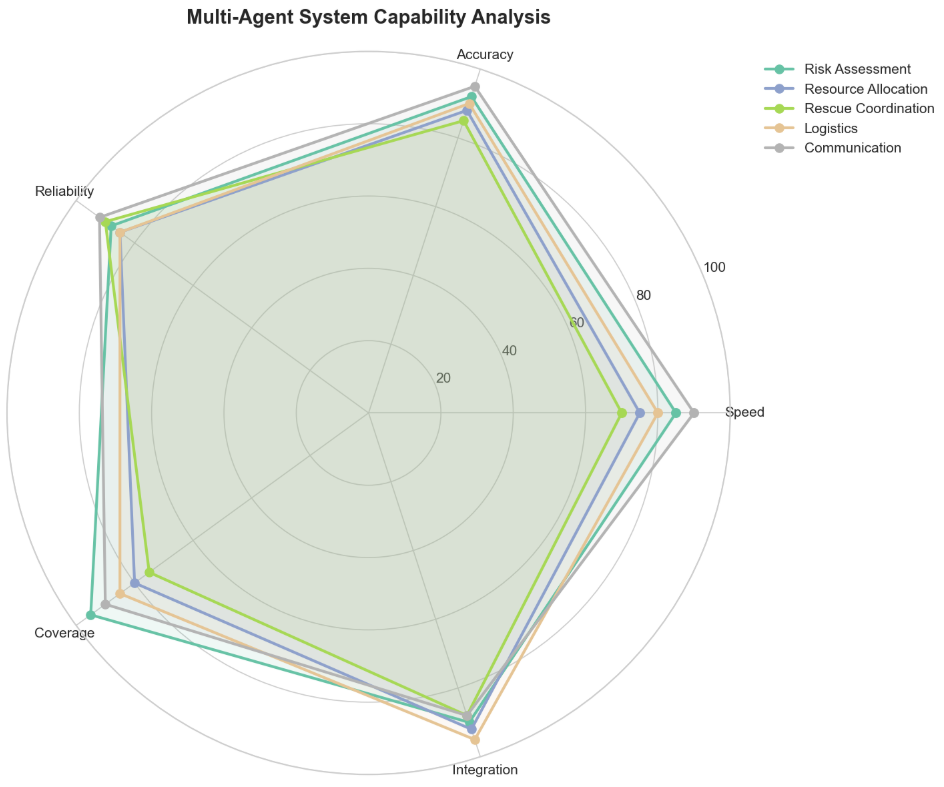 Multi-Agent System Capability Analysis
Accuracy
Risk Assessment
Resource Allocation
Rescue Coordination
Logistics
Communication
Reliability
100
80
60
40
20
Speed
Coverage
Integration